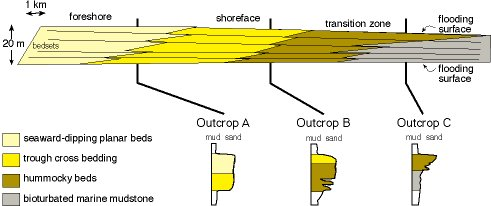 1 km
foreshore
shoreface
transition zone
flooding
surface
20 m
bedsets
flooding
surface
Outcrop A
mud sand
Outcrop B
mud sand
Outcrop C
mud sand
seaward-dipping planar beds
trough cross bedding
hummocky beds
bioturbated marine mudstone